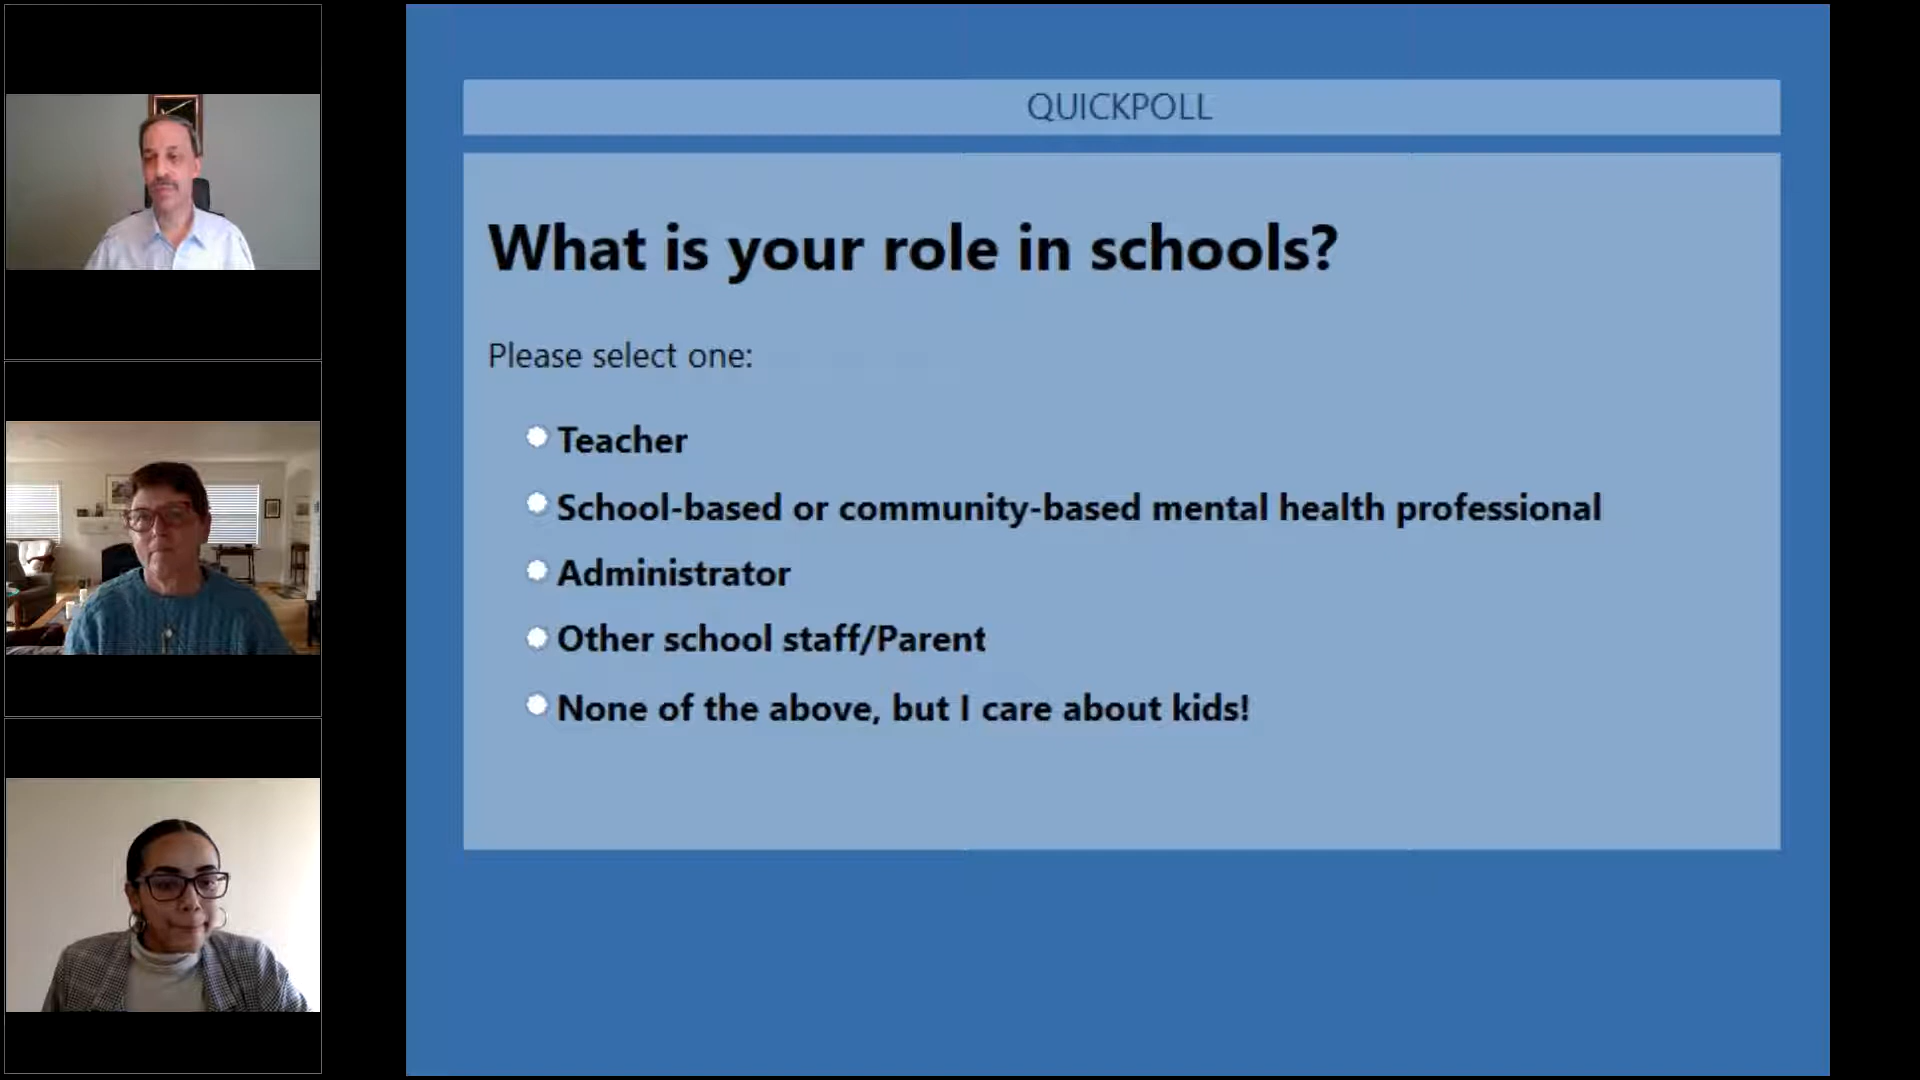 QUICKPOLL
What is your role in schools?
Please select one:
Teacher
School-based or community-based mental health professional
Administrator
Other school staff/Parent
None of the above, but I care about kids!